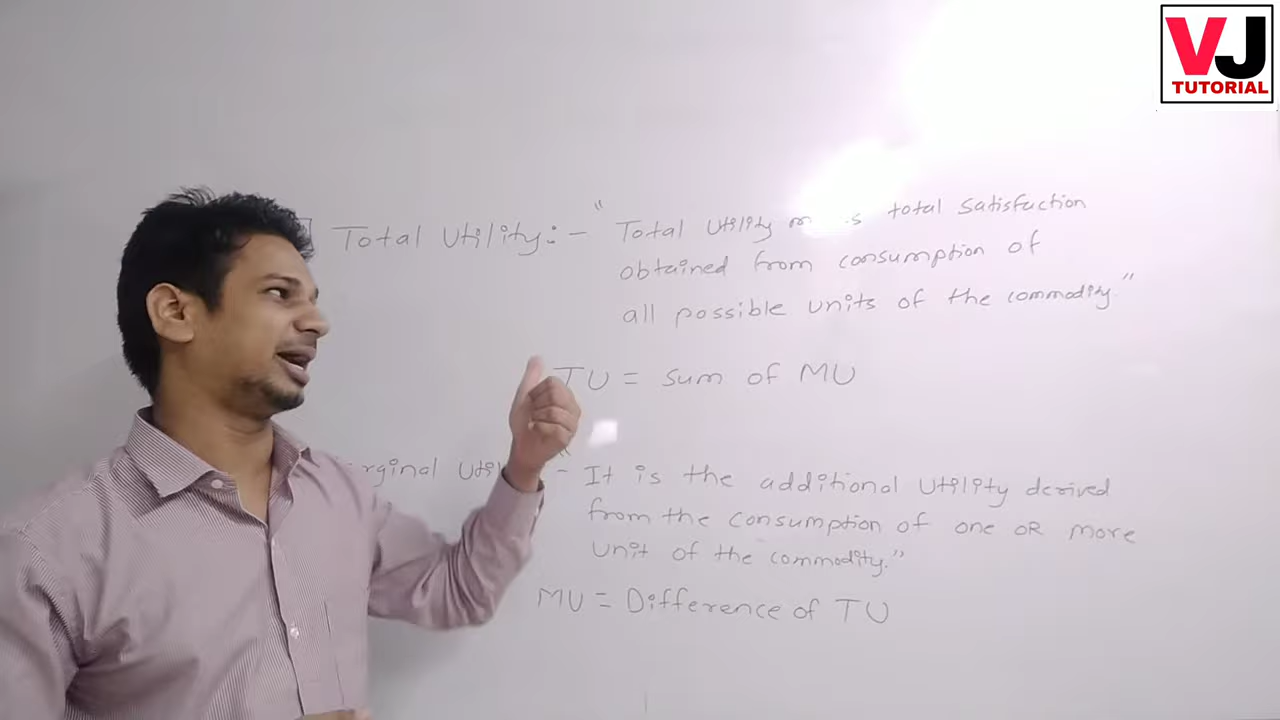 VJ
TUTORIAL
Total Utility:- “ Total Utility is total satisfaction
obtained from consumption of
all possible units of the commodity.”
TU = Sum of MU
- It is the additional Utility derived
from the consumption of one OR more
unit of the commodity.”
MU = Difference of TU